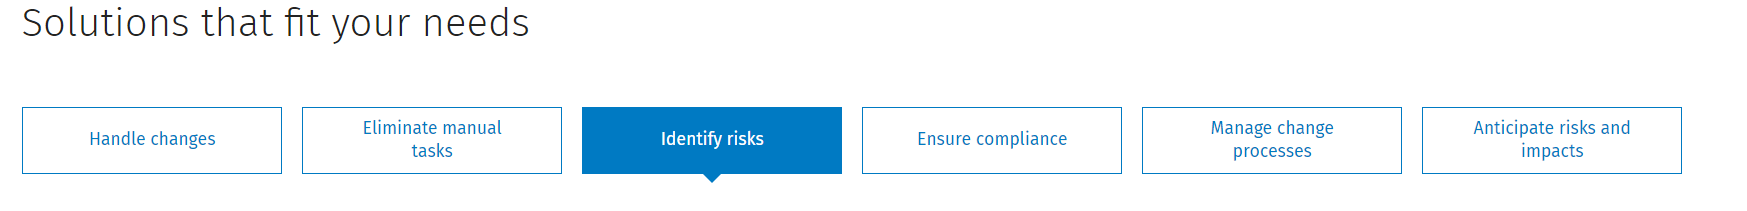 Solutions that fit your needs
Handle changes
Eliminate manual
tasks
Identify risks
Ensure compliance
Manage change
processes
Anticipate risks and
impacts